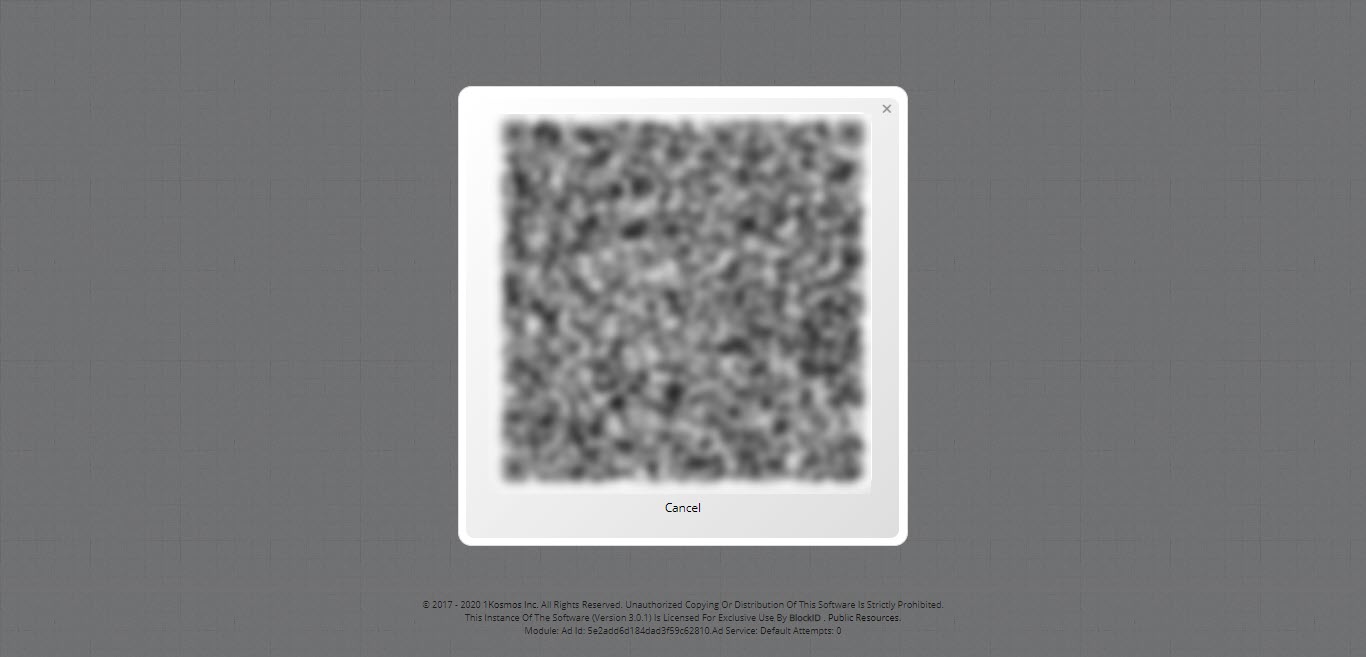 ×
Cancel
© 2017 - 2020 1Kosmos Inc. All Rights Reserved. Unauthorized Copying Or Distribution Of This Software Is Strictly Prohibited.
This Instance Of The Software (Version 3.0.1) Is Licensed For Exclusive Use By BlockID . Public Resources.
Module: Ad Id: 5e2add6d184dad3f59c62810.Ad Service: Default Attempts: 0